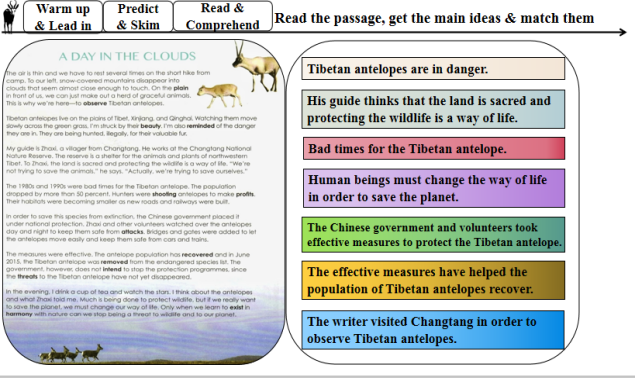 Warm up
& Lead in
Predict
& Skim
Read &
Comprehend
Read the passage, get the main ideas & match them
A DAY IN THE CLOUDS
The air is thin and we have to rest several times on the short hike from
camp. To our left, snow-covered mountains disappear into
clouds that seem almost close enough to touch. On the plain
in front of us, we can just make out a herd of graceful animals.
This is why we're here—to observe Tibetan antelopes.
Tibetan antelopes live on the plains of Tibet, Xinjiang, and Qinghai. Watching them move
slowly across the green grass, I'm struck by their beauty. I'm also reminded of the danger
they are in. They are being hunted, illegally, for their valuable fur.
My guide is Zhaxi, a villager from Changtang. He works at the Changtang National
Nature Reserve. The reserve is a shelter for the animals and plants of northwestern
Tibet. To Zhaxi, the land is sacred and protecting the wildlife is a way of life. "We're
not trying to save the animals," he says. "Actually, we're trying to save ourselves."
The 1980s and 1990s were bad times for the Tibetan antelope. The population
dropped by more than 50 percent. Hunters were shooting antelopes to make profits.
Their habitats were becoming smaller as new roads and railways were built.
In order to save this species from extinction, the Chinese government placed it
under national protection. Zhaxi and other volunteers watched over the antelopes
day and night to keep them safe from attacks. Bridges and gates were added to let
the antelopes move easily and keep them safe from cars and trains.
The measures were effective. The antelope population has recovered and in June
2015, the Tibetan antelope was removed from the endangered species list. The
government, however, does not intend to stop the protection programmes, since
the threats to the Tibetan antelope have not yet disappeared.
In the evening, I drink a cup of tea and watch the stars. I think about the antelopes
and what Zhaxi told me. Much is being done to protect wildlife, but if we really want
to save the planet, we must change our way of life. Only when we learn to exist in
harmony with nature can we stop being a threat to wildlife and to our planet.
Tibetan antelopes are in danger.
His guide thinks that the land is sacred and
protecting the wildlife is a way of life.
Bad times for the Tibetan antelope.
Human beings must change the way of life
in order to save the planet.
The Chinese government and volunteers took
effective measures to protect the Tibetan antelope.
The effective measures have helped the
population of Tibetan antelopes recover.
The writer visited Changtang in order to
observe Tibetan antelopes.